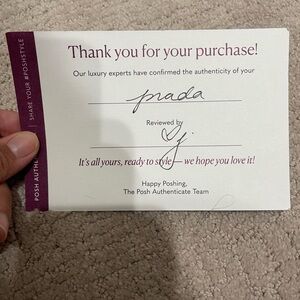 Thank you for your purchase!
Our luxury experts have confirmed the authenticity of your
prada
Reviewed by
j.
It's all yours, ready to style — we hope you love it!
Happy Poshing,
The Posh Authenticate Team
POSH AUTHE
SHARE YOUR #POSHSTYLE